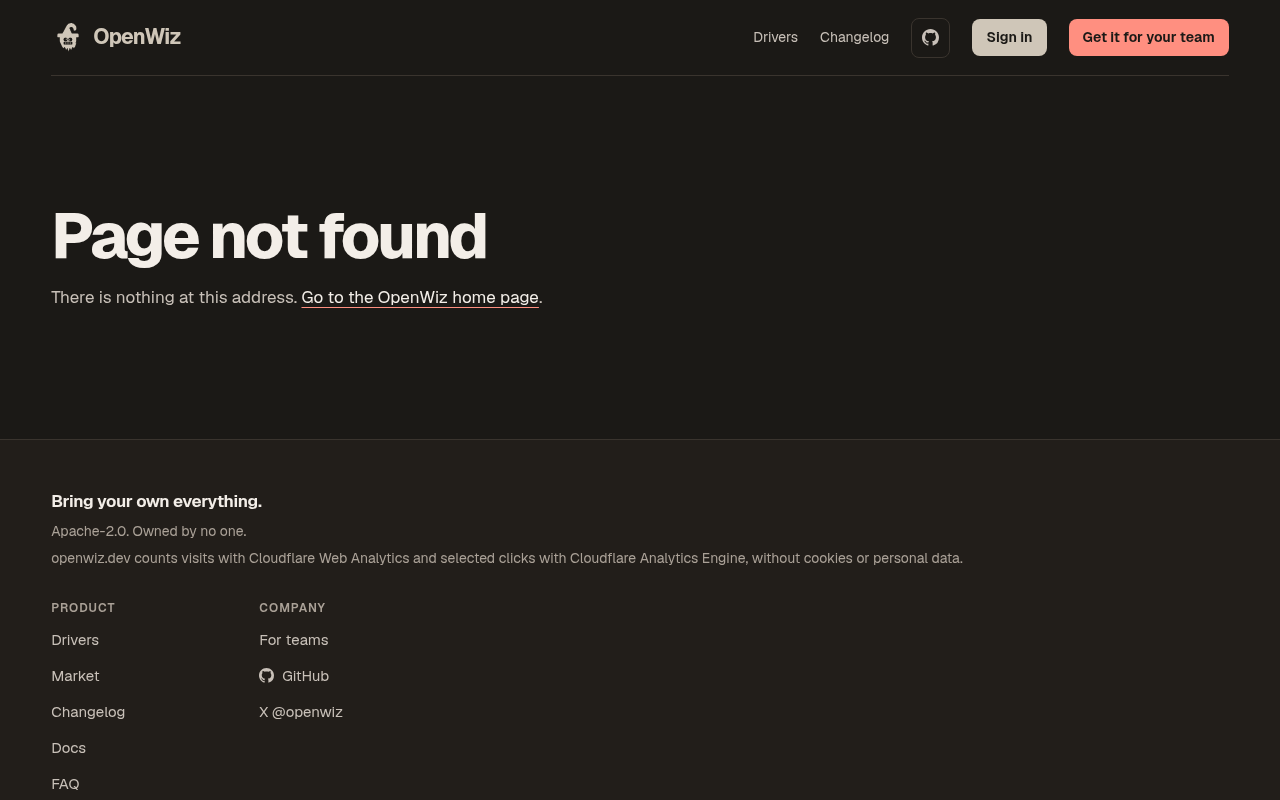 OpenWiz
Drivers
Changelog
Sign in
Get it for your team
Page not found
There is nothing at this address. Go to the OpenWiz home page.
Bring your own everything.
Apache-2.0. Owned by no one.
openwiz.dev counts visits with Cloudflare Web Analytics and selected clicks with Cloudflare Analytics Engine, without cookies or personal data.
PRODUCT
Drivers
Market
Changelog
Docs
FAQ
COMPANY
For teams
GitHub
X @openwiz